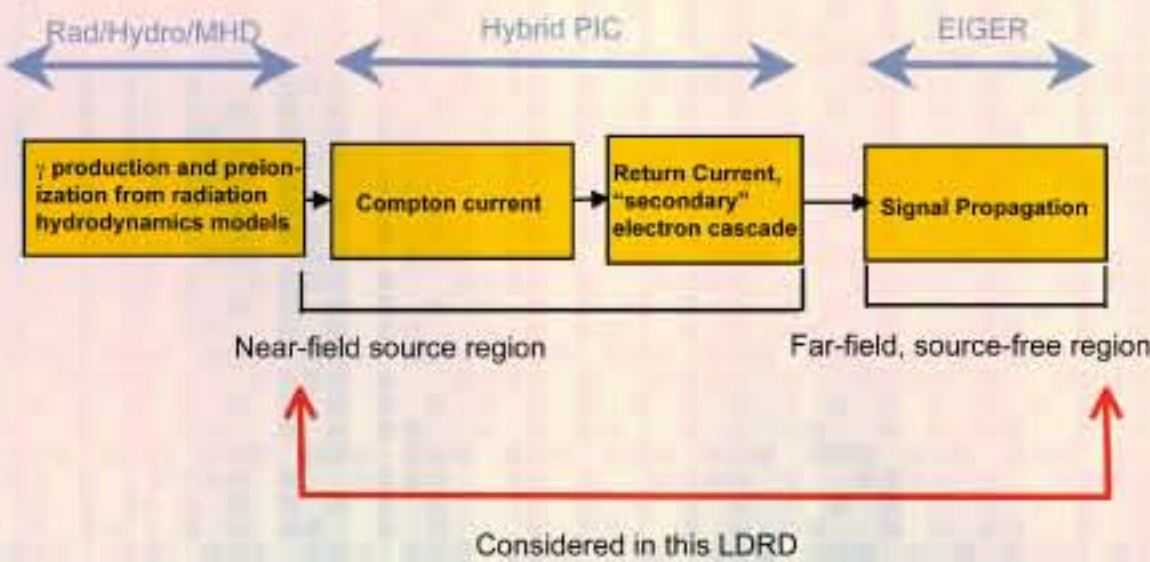 Rad/Hydro/MHD
Hybrid PIC
EIGER
γ production and preion-
ization from radiation
hydrodynamics models
Compton current
Return Current,
"secondary"
electron cascade
Signal Propagation
Near-field source region
Far-field, source-free region
Considered in this LDRD